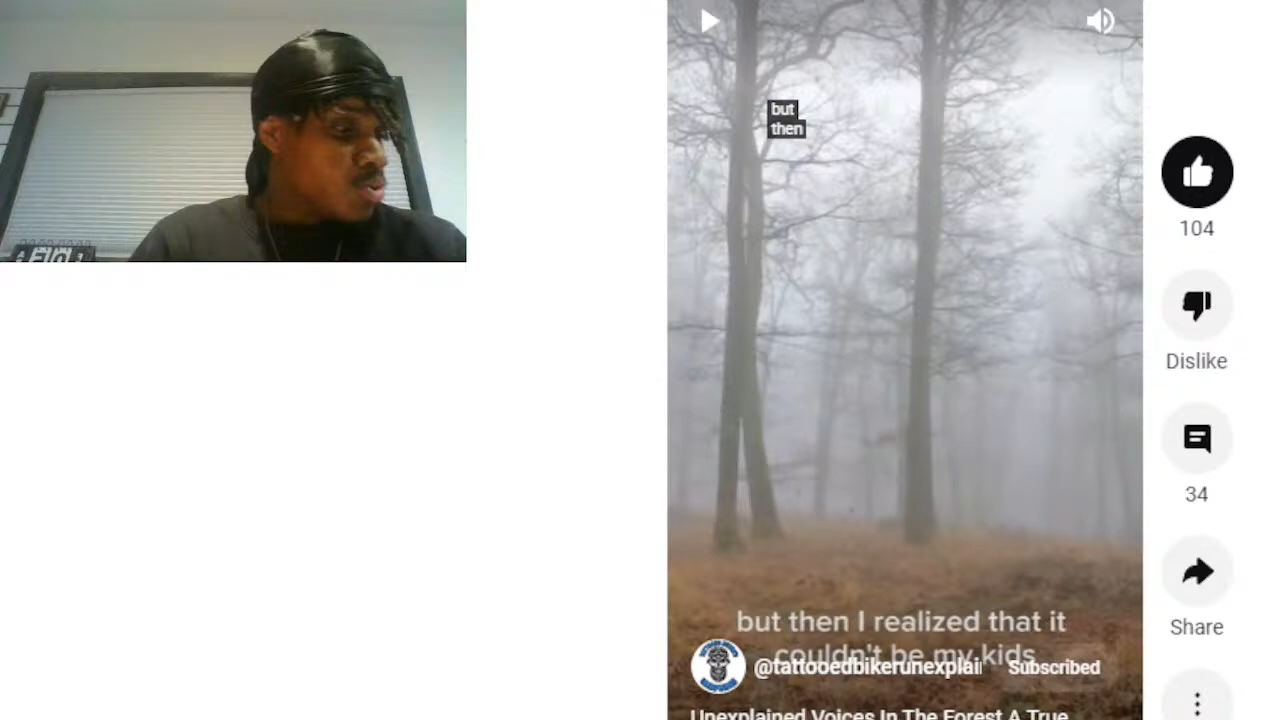 but
then
104
Dislike
34
Share
but then I realized that it
couldn't be my kids
@tattooedbikerunexplai
Subscribed
Unexplained Voices In The Forest A True